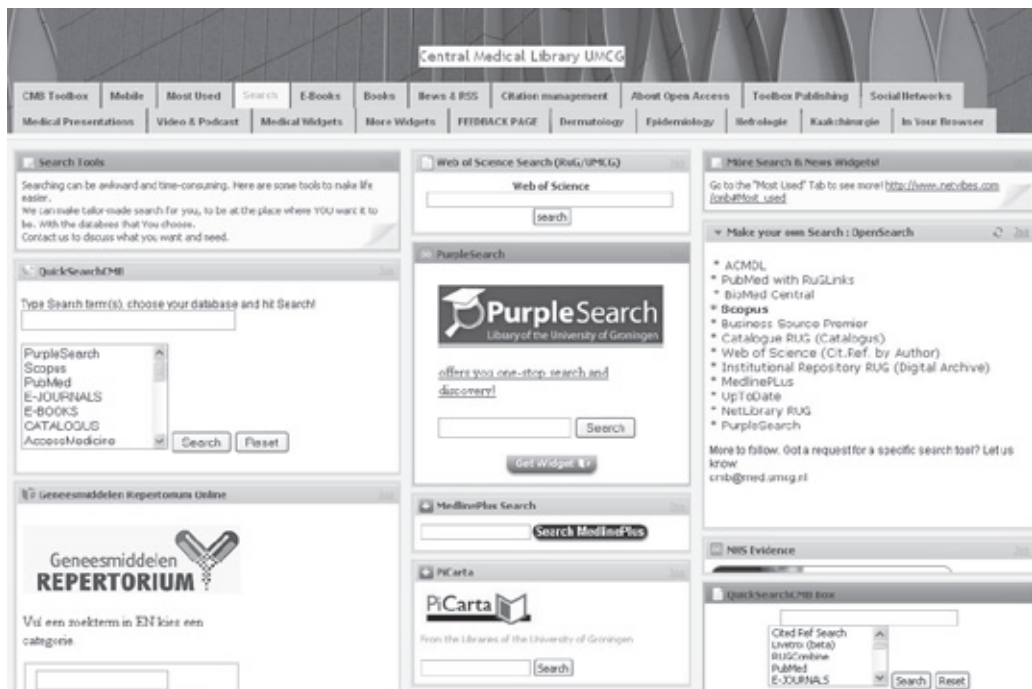 Central Medical Library UMCG
CMB Toolbox Mobile Most Used Search E-Books Books News & RSS Citation management About Open Access Toolbox Publishing Social Networks
Medical Presentations Video & Podcast Medical Widgets More Widgets FEEDBACK PAGE Dermatology Epidemiology Nefrologie Kaakchirurgie In Your Browser
Search Tools
Searching can be awkward and time-consuming. Here are some tools to make life
easier.
We can make tailor-made search for you, to be at the place where YOU want it to
be. With the databses that You choose.
Contact us to discuss what you want and need.
QuickSearchCMB
Type Search term(s), choose your database and hit Search!
PurpleSearch
Scopus
PubMed
E-JOURNALS
E-BOOKS
CATALOGUS
AccessMedicine
Search Reset
Geneesmiddelen Repertorium Online
Geneesmiddelen
REPERTORIUM
Vul een zoekterm in EN kies een
categorie
Web of Science Search (RuG/UMCG)
Web of Science
search
PurpleSearch
PurpleSearch
Library of the University of Groningen
offers you one-stop search and
discovery!
Search
Get Widget
MedlinePlus Search
Search MedlinePlus
PiCarta
PiCarta
From the Libraries of the University of Groningen
Search
More Search & News Widgets!
Go to the "Most Used" Tab to see more! http://www.netvibes.com
/cmb#Most_used
Make your own Search : OpenSearch
* ACMDL
* PubMed with RuGLinks
* BioMed Central
* Scopus
* Business Source Premier
* Catalogue RUG (Catalogus)
* Web of Science (Cit.Ref. by Author)
* Institutional Repository RUG (Digital Archive)
* MedlinePLus
* UpToDate
* NetLibrary RUG
* PurpleSearch
More to follow. Got a request for a specific search tool? Let us
know
cmb@med.umcg.nl
NHS Evidence
QuickSearchCMB Box
Cited Ref Search
Livetrix (beta)
RUGCombine
PubMed
E-JOURNALS
Search Reset